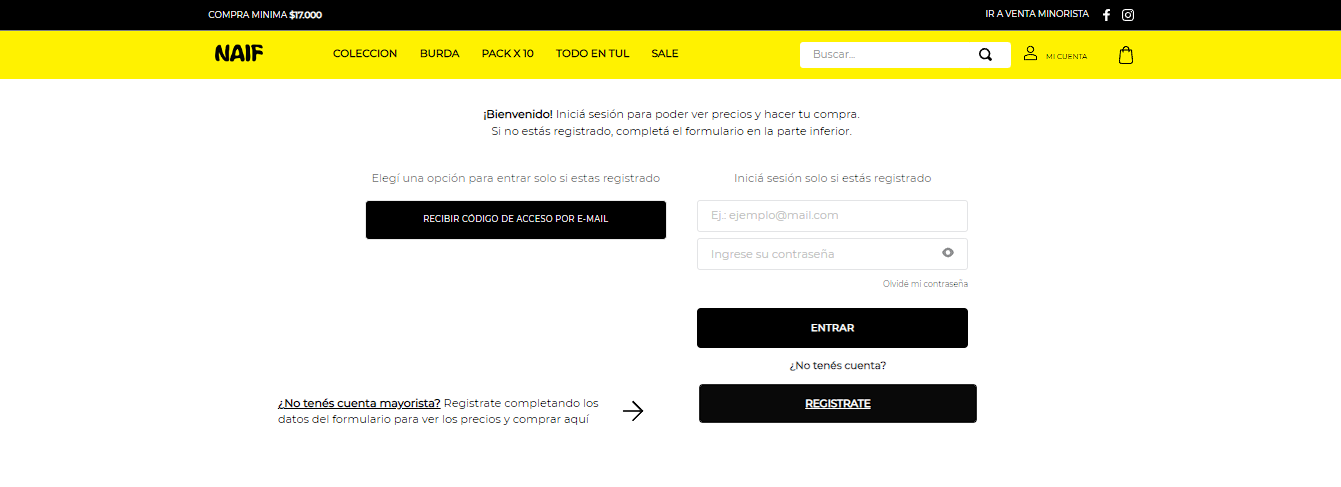 COMPRA MINIMA $17.000
IR A VENTA MINORISTA
NAIF
COLECCION
BURDA
PACK X 10
TODO EN TUL
SALE
Buscar...
MI CUENTA
¡Bienvenido! Iniciá sesión para poder ver precios y hacer tu compra.
Si no estás registrado, completá el formulario en la parte inferior.
Elegí una opción para entrar solo si estas registrado
RECIBIR CÓDIGO DE ACCESO POR E-MAIL
Iniciá sesión solo si estás registrado
Ej.: ejemplo@mail.com
Ingrese su contraseña
Olvidé mi contraseña
ENTRAR
¿No tenés cuenta?
¿No tenés cuenta mayorista? Registrate completando los
datos del formulario para ver los precios y comprar aquí
REGISTRATE